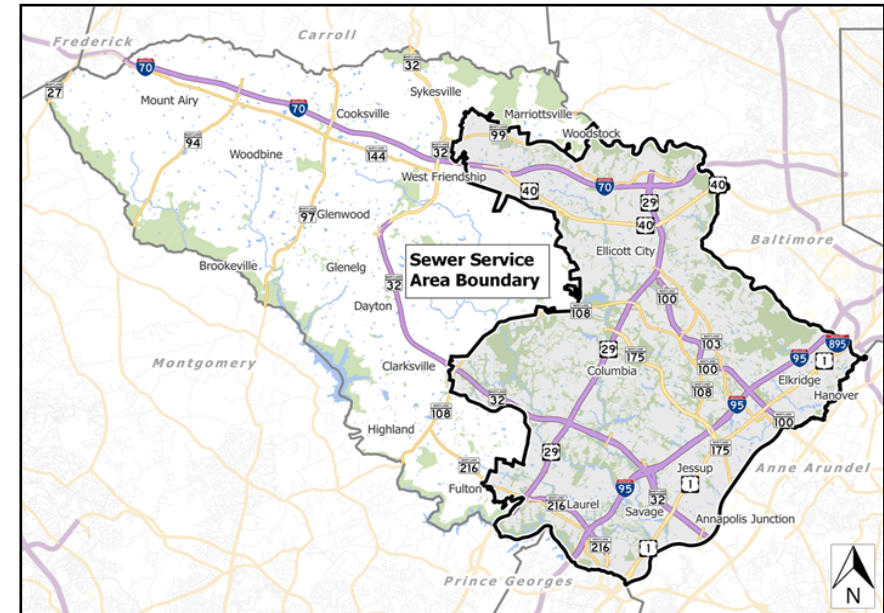 Frederick
Carroll
27
INTERSTATE
70
Mount Airy
94
Woodbine
INTERSTATE
70
Cooksville
144
97
Glenwood
Brookeville
MARYLAND
32
Sykesville
Marriottsville
99
Woodstock
32
West Friendship
40
70
29
40
40
Ellicott City
Baltimore
Glenelg
32
Dayton
Sewer Service
Area Boundary
108
100
Montgomery
Clarksville
29
175
Columbia
103
100
95
895
1
Elkridge
Hanover
108
95
100
32
108
Highland
216
Fulton
29
175
Jessup
Anne Arundel
95
1
32
216
Laurel
Savage
Annapolis Junction
216
1
Prince Georges
N